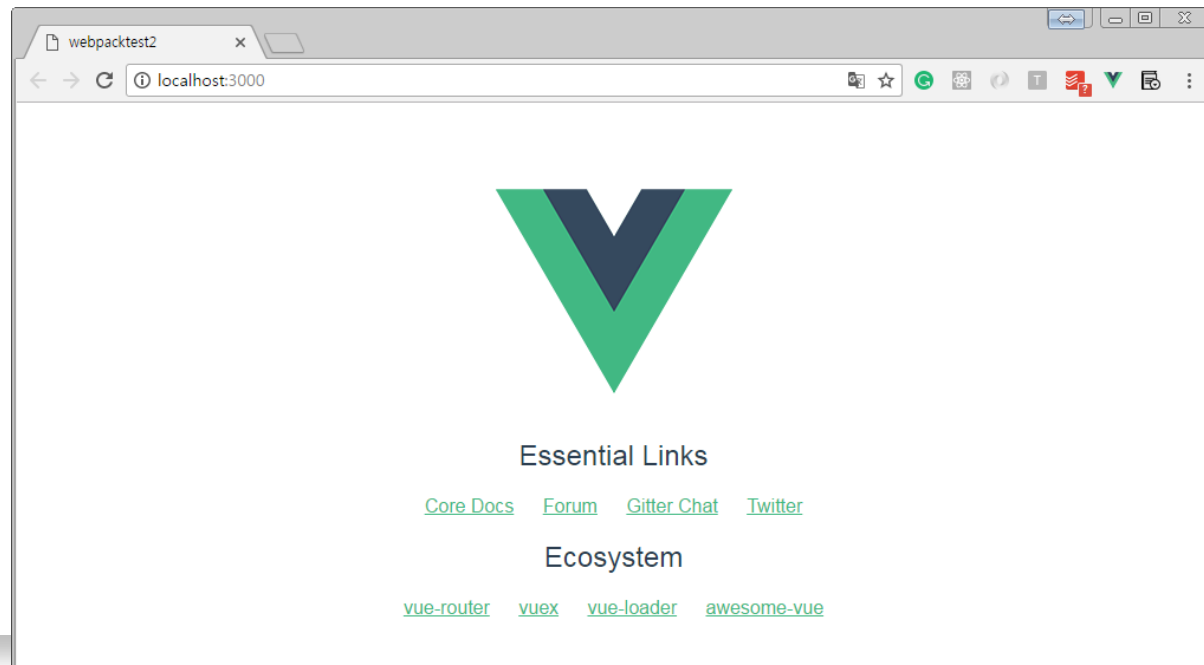 webpacktest2
localhost:3000
Essential Links
Core Docs Forum Gitter Chat Twitter
Ecosystem
vue-router vuex vue-loader awesome-vue